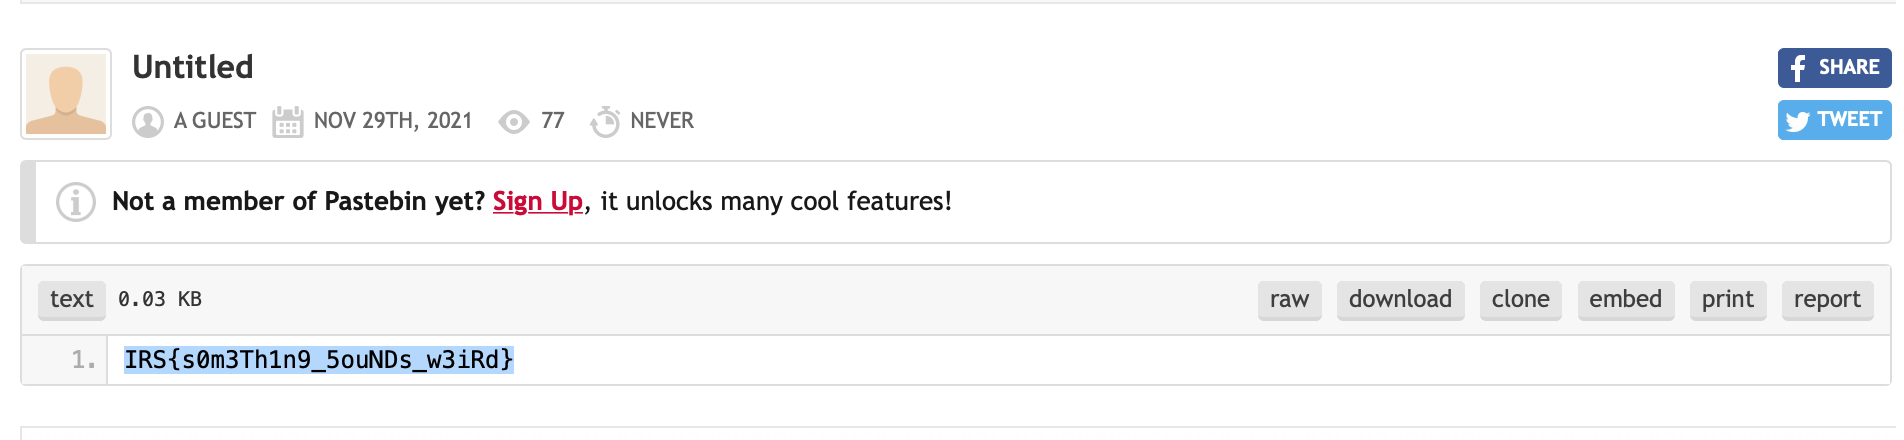 Untitled
A GUEST NOV 29TH, 2021 77 NEVER
SHARE
TWEET
Not a member of Pastebin yet? Sign Up, it unlocks many cool features!
text 0.03 KB raw download clone embed print report
1. IRS{s0m3Th1n9_5ouNDs_w3iRd}